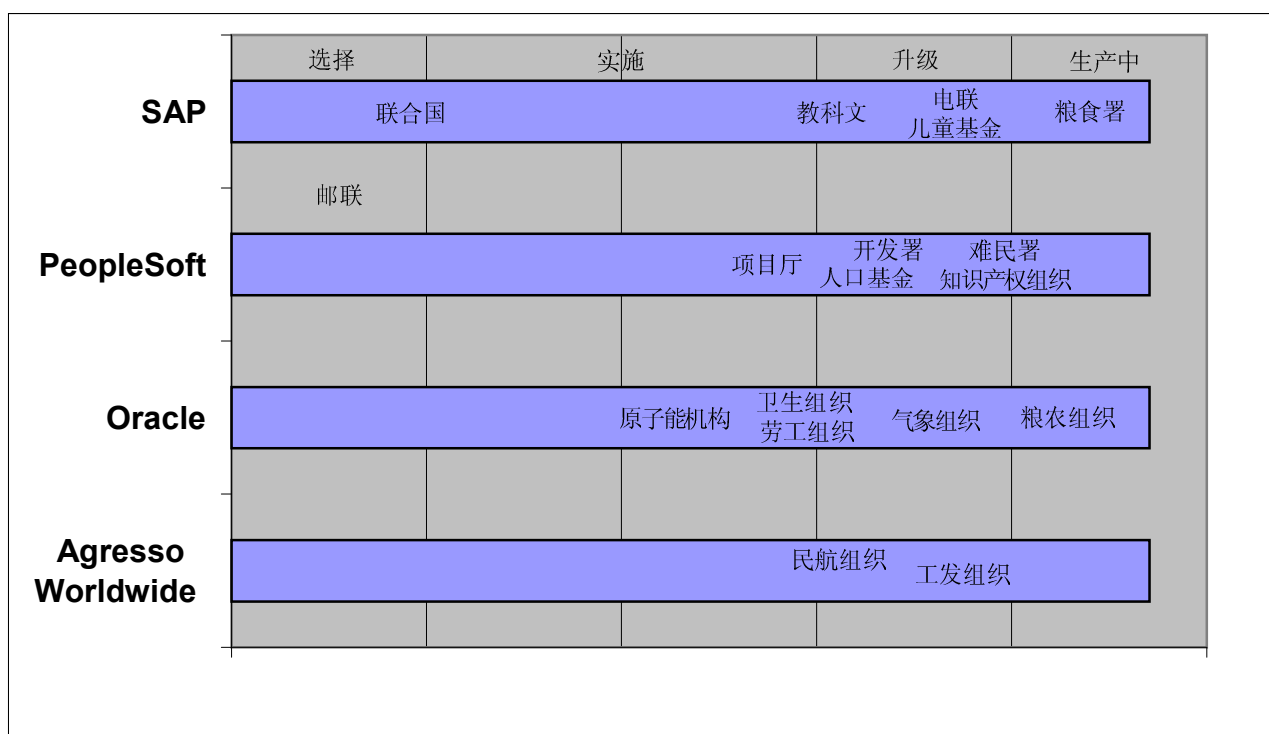 选择 实施 升级 生产中
SAP
联合国 教科文 电联 粮食署
儿童基金
邮联
PeopleSoft
项目厅 开发署 难民署
人口基金 知识产权组织
Oracle
原子能机构 卫生组织 气象组织 粮农组织
劳工组织
Agresso
Worldwide
民航组织 工发组织